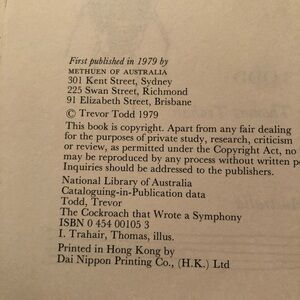 First published in 1979 by
METHUEN OF AUSTRALIA
301 Kent Street, Sydney
225 Swan Street, Richmond
91 Elizabeth Street, Brisbane
© Trevor Todd 1979
This book is copyright. Apart from any fair dealing
for the purposes of private study, research, criticism
or review, as permitted under the Copyright Act, no
may be reproduced by any process without written pe
Inquiries should be addressed to the publishers.
National Library of Australia
Cataloguing-in-Publication data
Todd, Trevor
The Cockroach that Wrote a Symphony
ISBN 0 454 00105 3
I. Trahair, Thomas, illus.
Printed in Hong Kong by
Dai Nippon Printing Co., (H.K.) Ltd